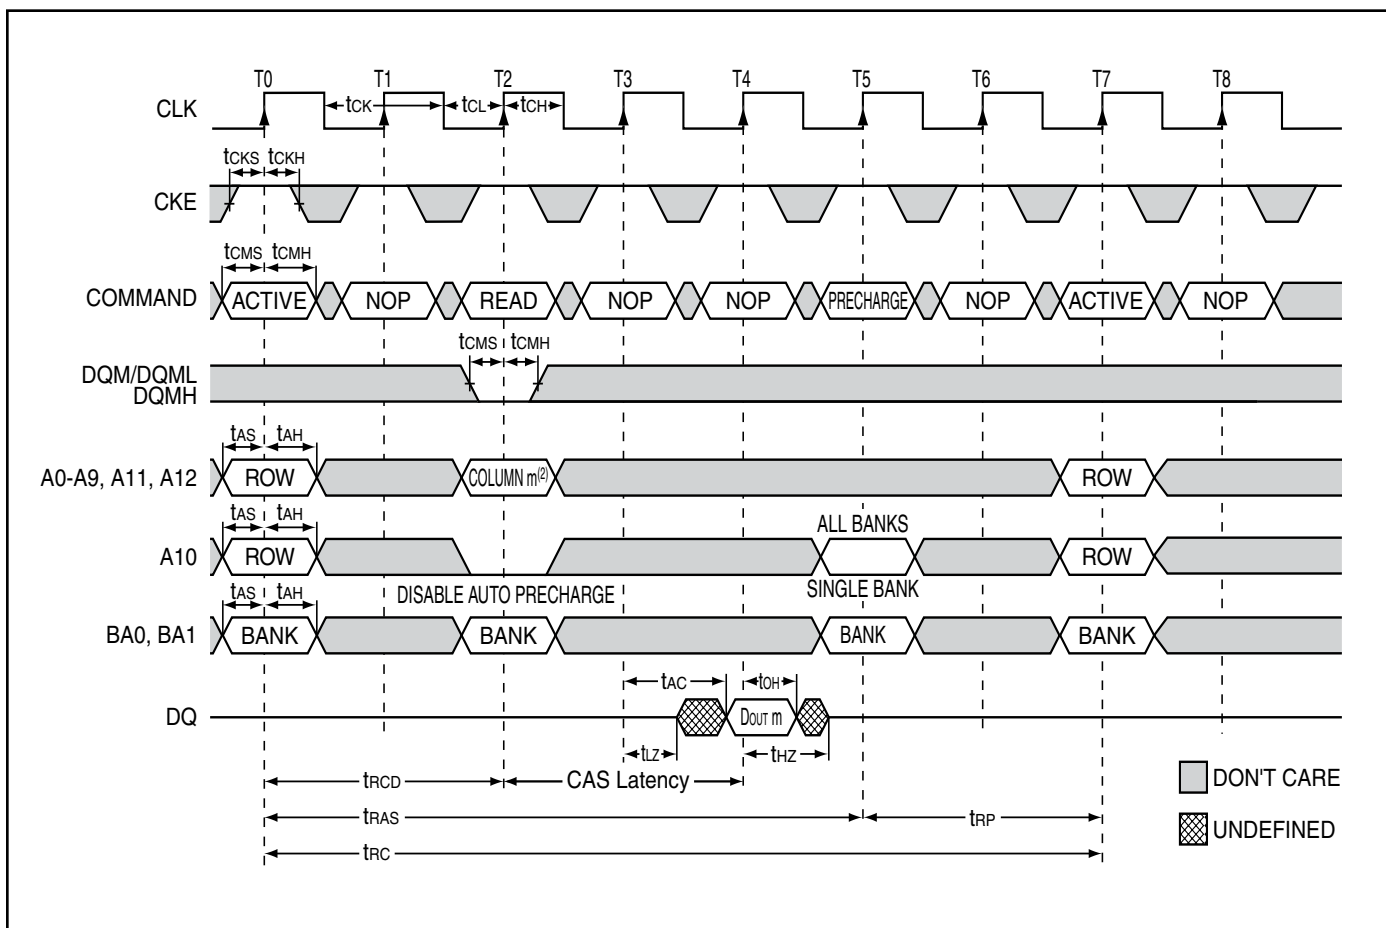 T0 T1 T2 T3 T4 T5 T6 T7 T8
CLK tCK tCL tCH
tCKS tCKH
CKE
tCMS tCMH
COMMAND ACTIVE NOP READ NOP NOP PRECHARGE NOP ACTIVE NOP
tCMS tCMH
DQM/DQML
DQMH
tAS tAH
A0-A9, A11, A12 ROW COLUMN m(2) ROW
tAS tAH ALL BANKS
A10 ROW ROW
DISABLE AUTO PRECHARGE SINGLE BANK
tAS tAH
BA0, BA1 BANK BANK BANK BANK
tAC tOH
DQ DOUT m
tLZ tHZ
tRCD CAS Latency
DON'T CARE
tRAS tRP
UNDEFINED
tRC